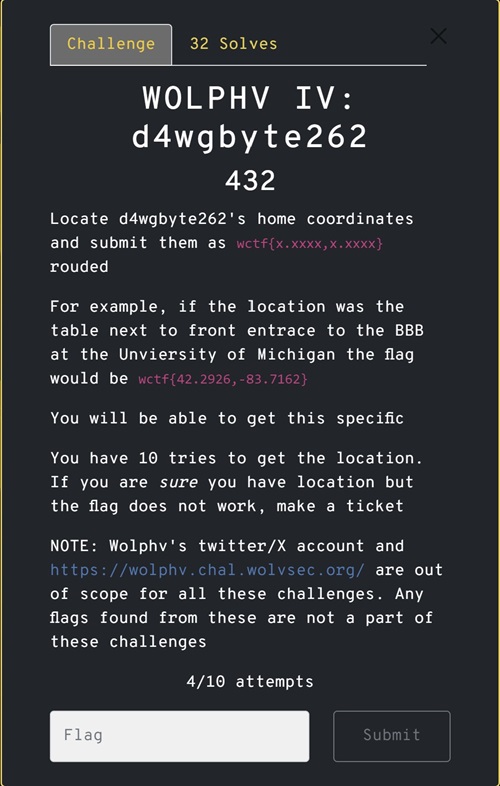 Challenge 32 Solves
WOLPHV IV:
d4wgbyte262
432
Locate d4wgbyte262's home coordinates
and submit them as wctf{x.xxxx,x.xxxx}
rouded
For example, if the location was the
table next to front entrace to the BBB
at the Unviersity of Michigan the flag
would be wctf{42.2926,-83.7162}
You will be able to get this specific
You have 10 tries to get the location.
If you are sure you have location but
the flag does not work, make a ticket
NOTE: Wolphv's twitter/X account and
https://wolphv.chal.wolvsec.org/ are out
of scope for all these challenges. Any
flags found from these are not a part of
these challenges
4/10 attempts
Flag Submit